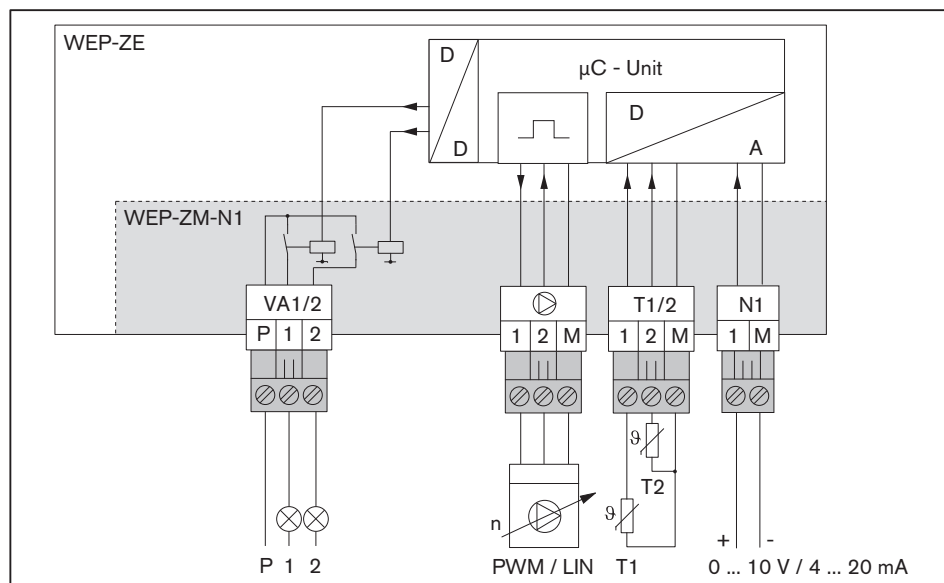 WEP-ZE
D
D
µC - Unit
D
A
WEP-ZM-N1
VA1/2
P 1 2
1 2 M
T1/2
1 2 M
N1
1 M
ϑ
T2
ϑ
n
+ -
P 1 2
PWM / LIN
T1
0 ... 10 V / 4 ... 20 mA